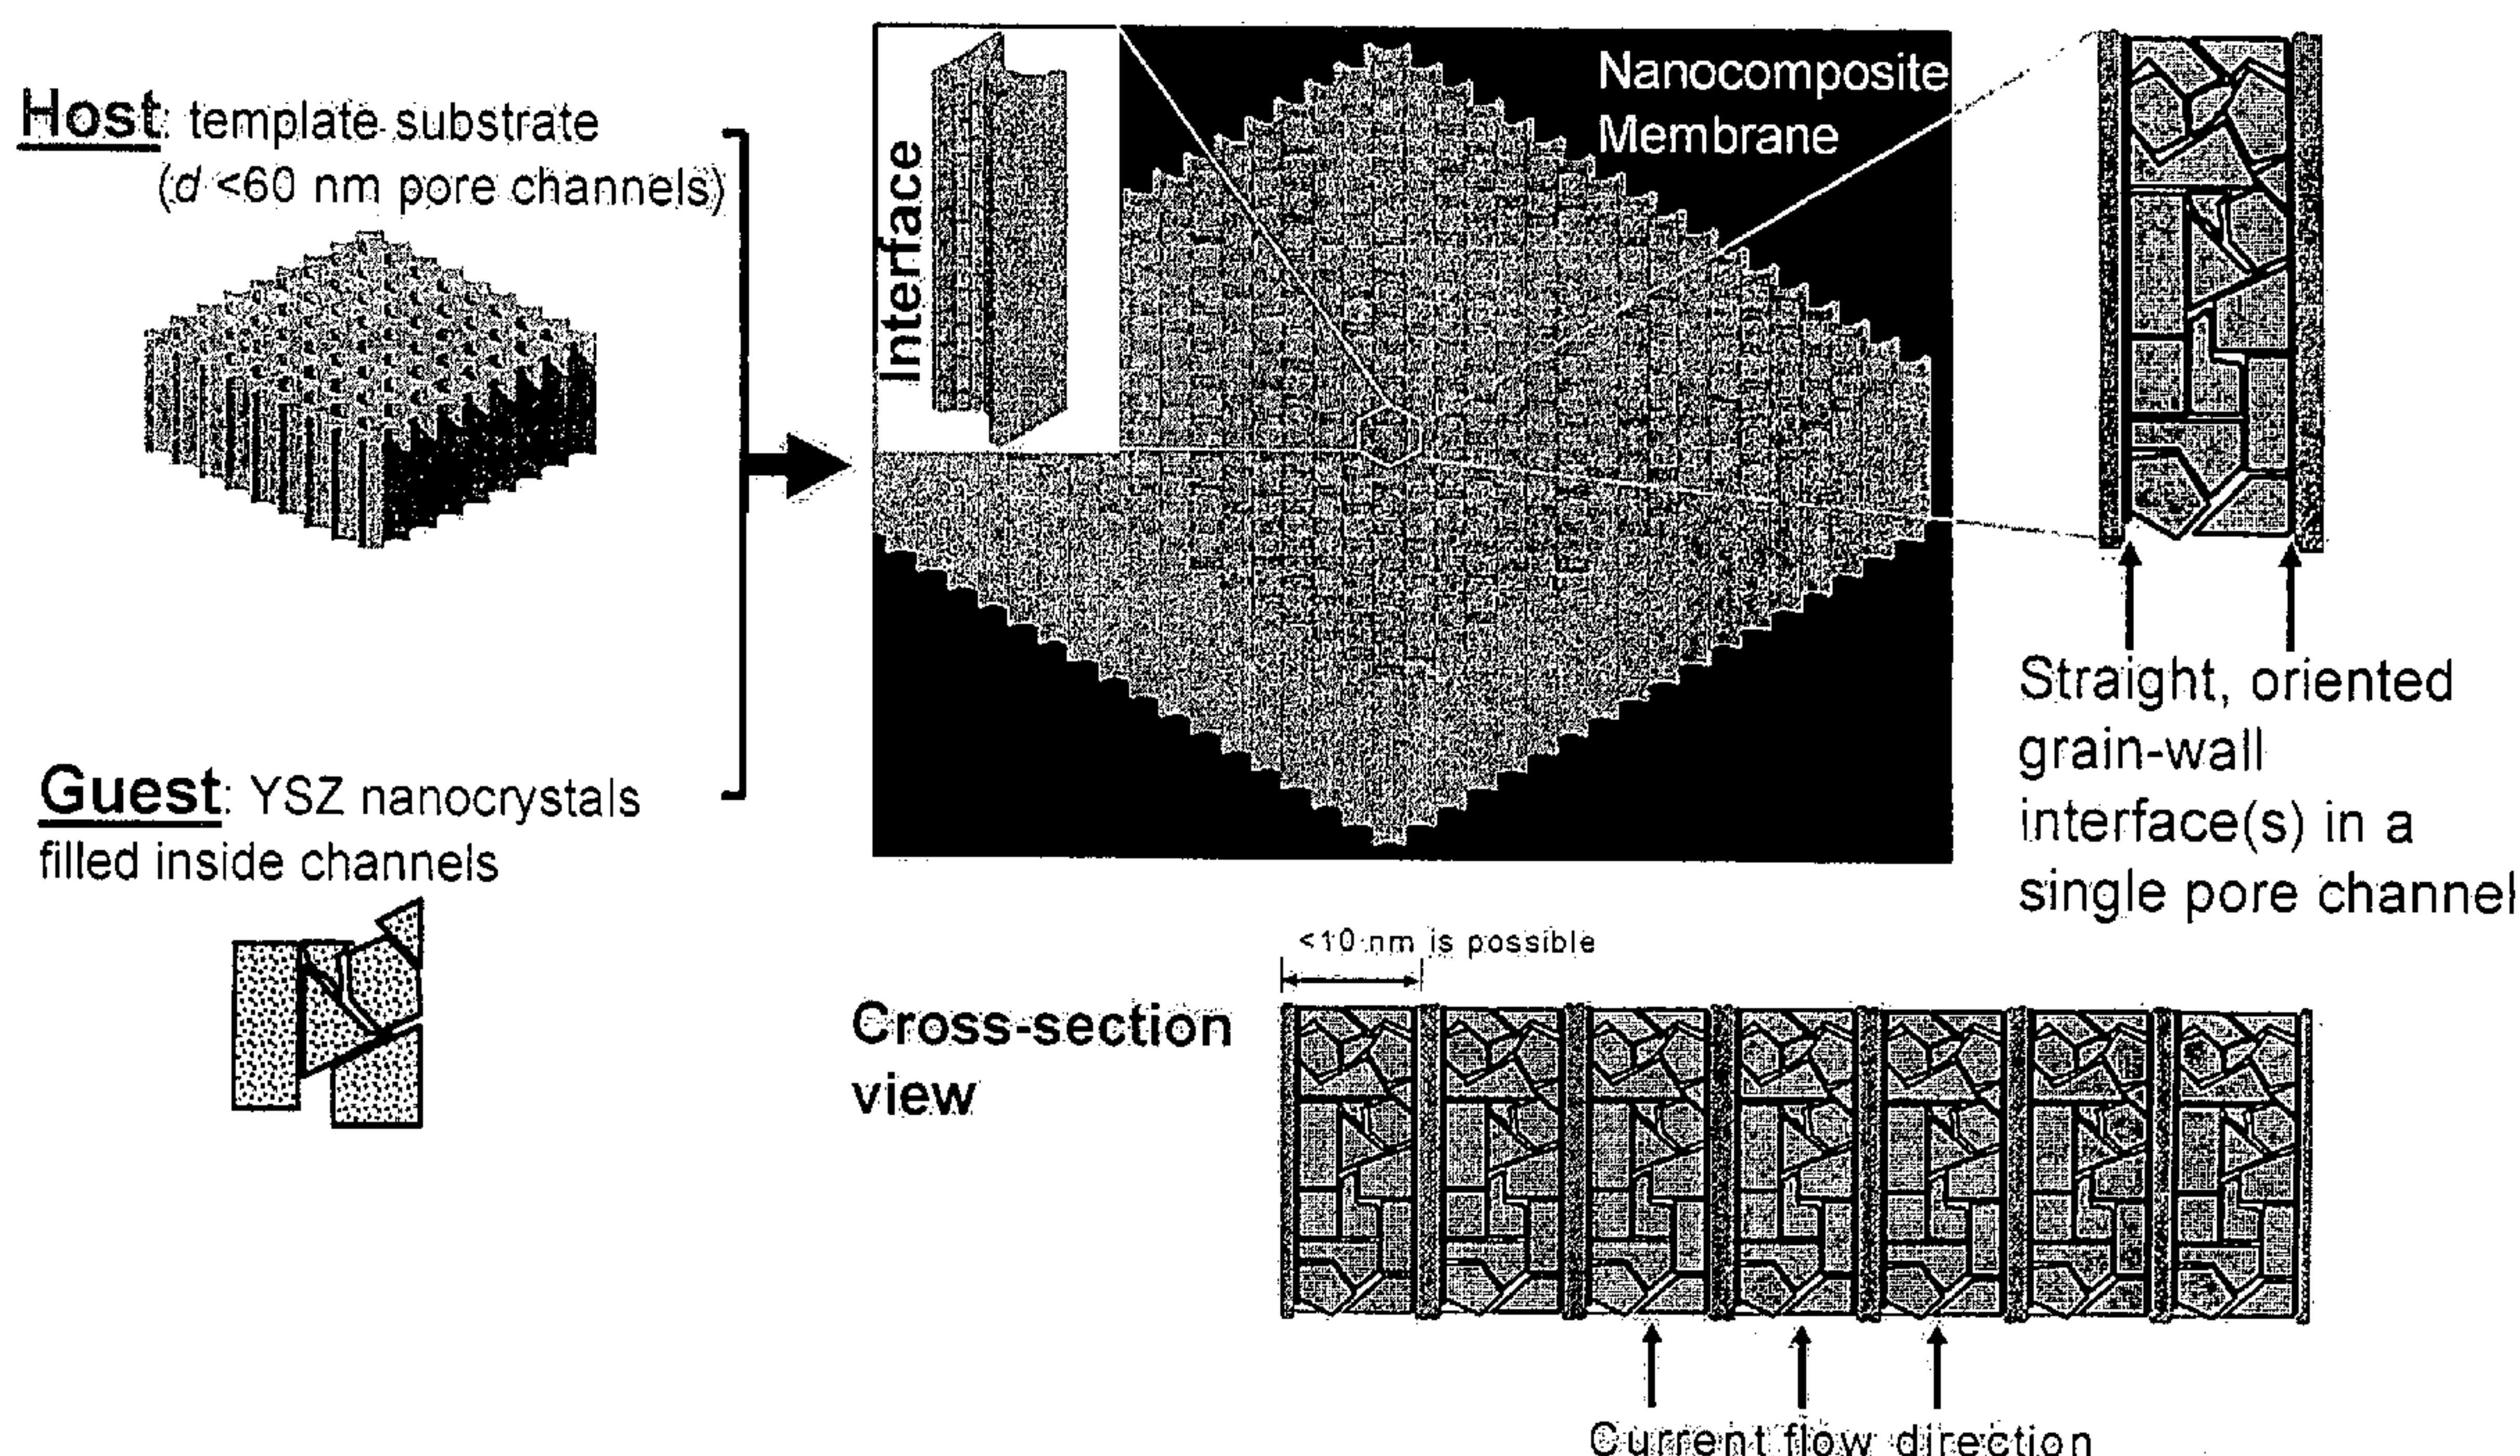 Host: template substrate
(d <60 nm pore channels)
Guest: YSZ nanocrystals
filled inside channels
Interface
Nanocomposite
Membrane
Straight, oriented
grain-wall
interface(s) in a
single pore channel
<10 nm is possible
Cross-section
view
Current flow direction